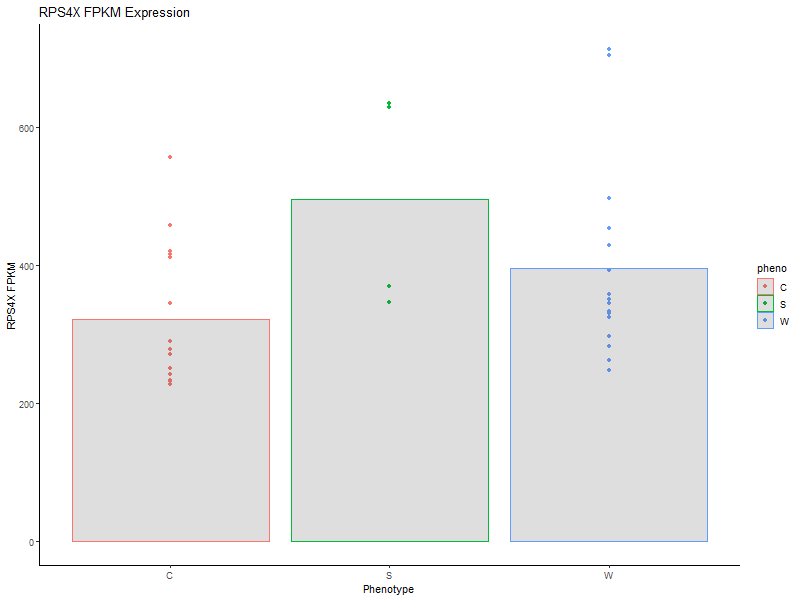 RPS4X FPKM Expression
RPS4X FPKM
600
400
200
0
C
S
W
Phenotype
pheno
C
S
W